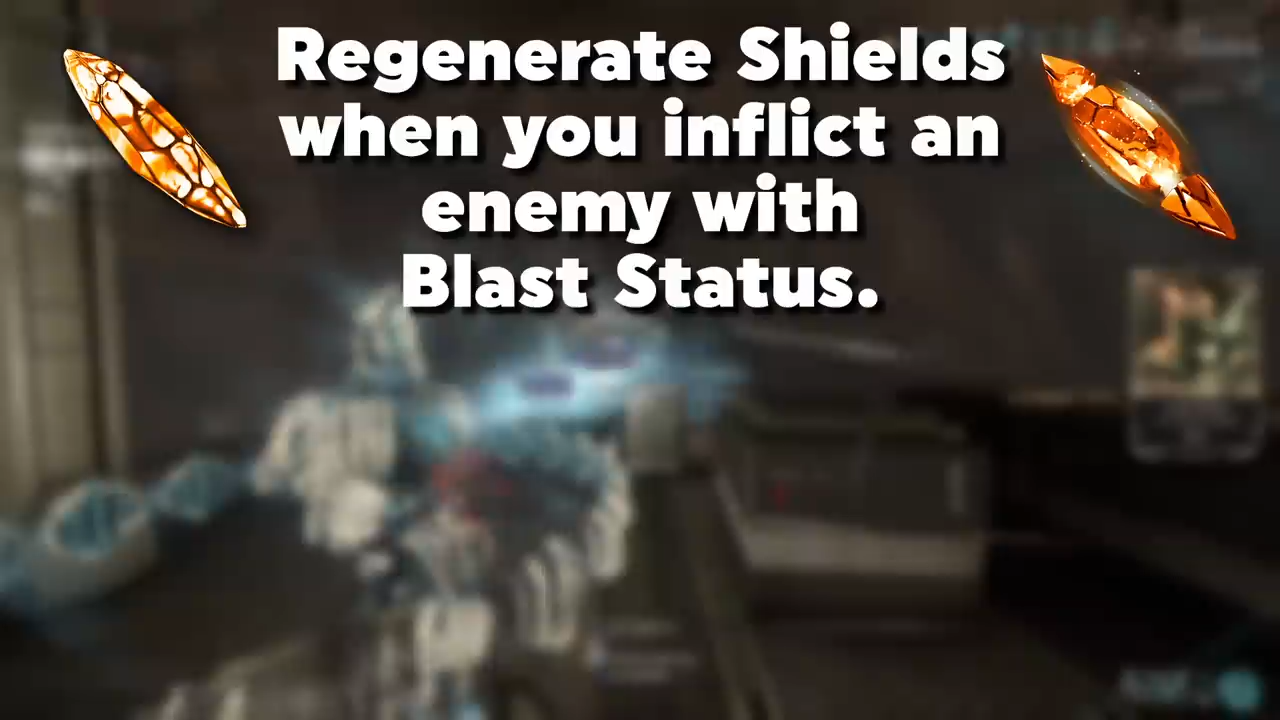 Regenerate Shields
when you inflict an
enemy with
Blast Status.